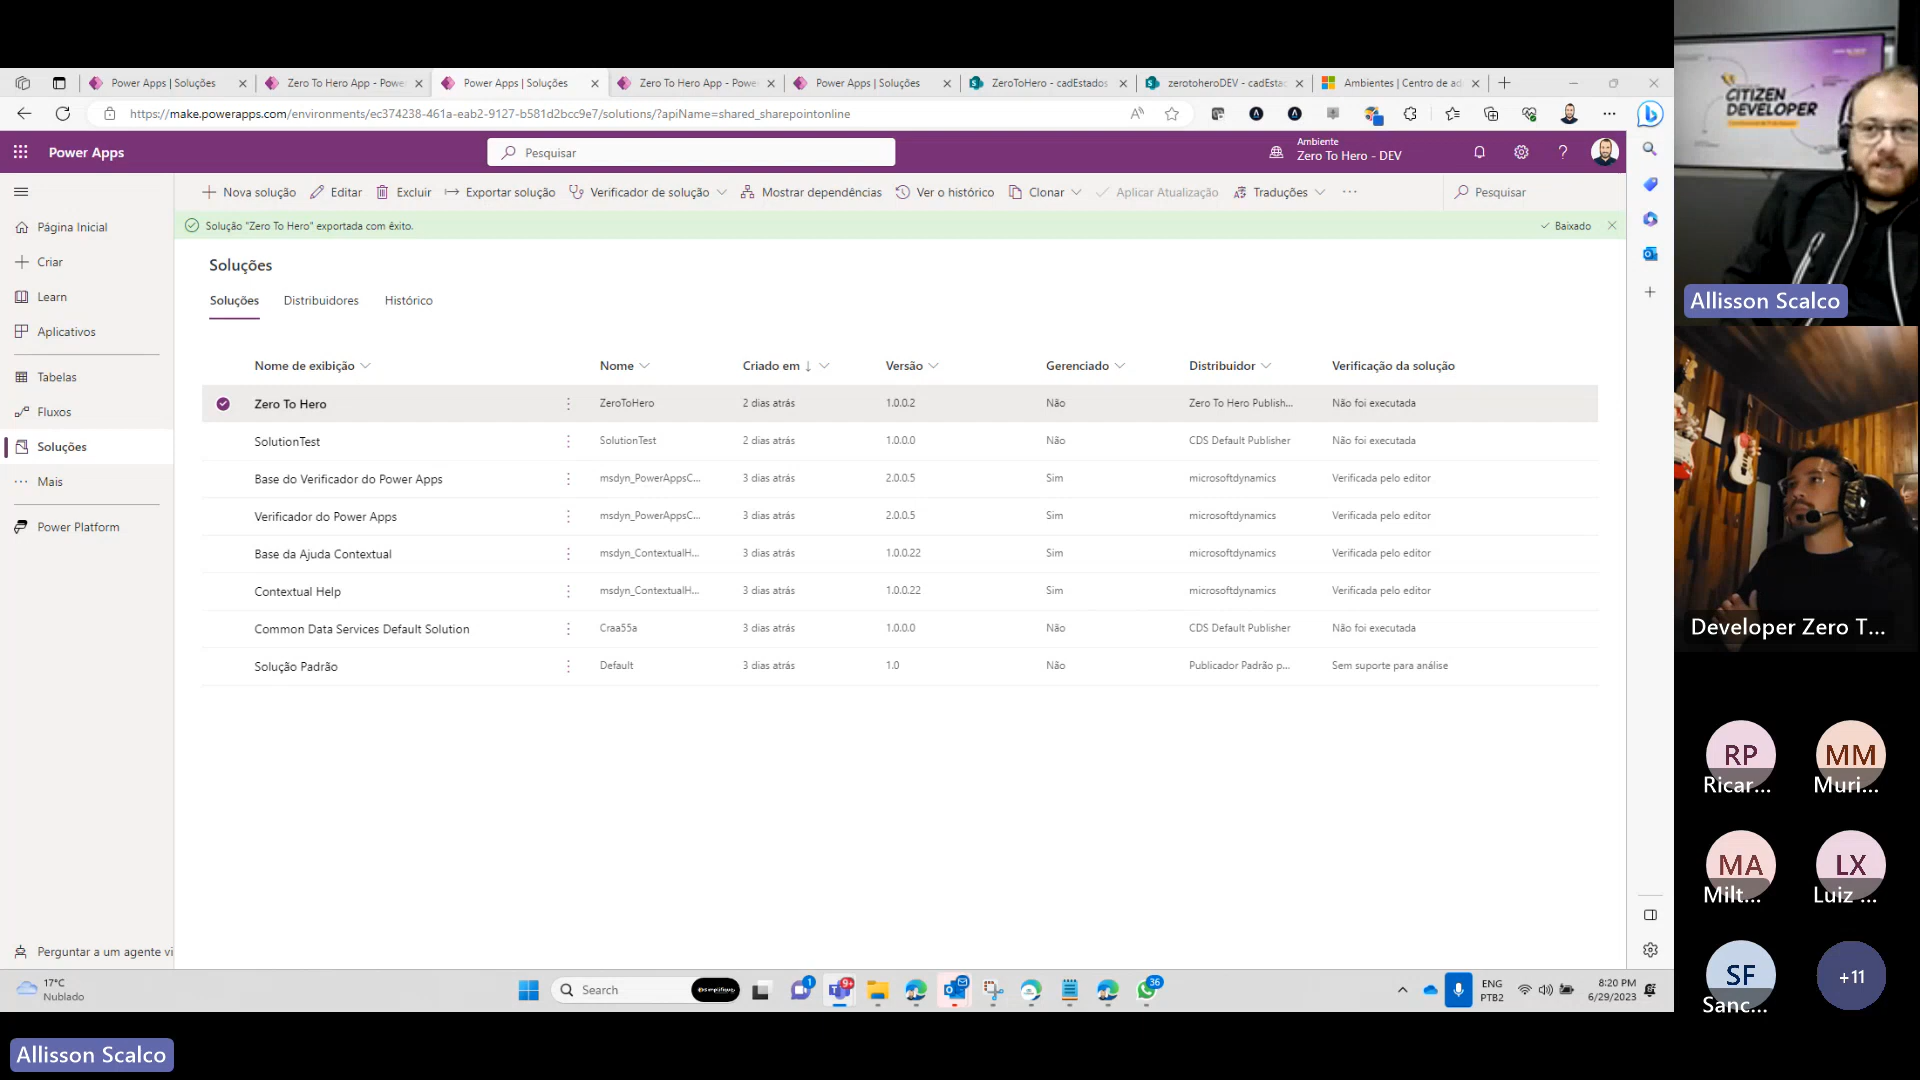 Power Apps | Soluções
Zero To Hero App - Powe
Power Apps | Soluções
Zero To Hero App - Powe
Power Apps | Soluções
ZeroToHero - cadEstados
zerotoheroDEV - cadEstac
Ambientes | Centro de ad
https://make.powerapps.com/environments/ec374238-461a-eab2-9127-b581d2bcc9e7/solutions/?apiName=shared_sharepointonline
Power Apps
Pesquisar
Ambiente
Zero To Hero - DEV
Nova solução
Editar
Excluir
Exportar solução
Verificador de solução
Mostrar dependências
Ver o histórico
Clonar
Aplicar Atualização
Traduções
Pesquisar
Solução "Zero To Hero" exportada com êxito.
Baixado
Página Inicial
Criar
Learn
Aplicativos
Tabelas
Fluxos
Soluções
Mais
Power Platform
Perguntar a um agente vi
Soluções
Soluções Distribuidores Histórico
Nome de exibição Nome Criado em Versão Gerenciado Distribuidor Verificação da solução
Zero To Hero ZeroToHero 2 dias atrás 1.0.0.2 Não Zero To Hero Publish... Não foi executada
SolutionTest SolutionTest 2 dias atrás 1.0.0.0 Não CDS Default Publisher Não foi executada
Base do Verificador do Power Apps msdyn_PowerAppsC... 3 dias atrás 2.0.0.5 Sim microsoftdynamics Verificada pelo editor
Verificador do Power Apps msdyn_PowerAppsC... 3 dias atrás 2.0.0.5 Sim microsoftdynamics Verificada pelo editor
Base da Ajuda Contextual msdyn_ContextualH... 3 dias atrás 1.0.0.22 Sim microsoftdynamics Verificada pelo editor
Contextual Help msdyn_ContextualH... 3 dias atrás 1.0.0.22 Sim microsoftdynamics Verificada pelo editor
Common Data Services Default Solution Craa55a 3 dias atrás 1.0.0.0 Não CDS Default Publisher Não foi executada
Solução Padrão Default 3 dias atrás 1.0 Não Publicador Padrão p... Sem suporte para análise
17°C
Nublado
Search
1
9+
36
ENG
PTB2
8:20 PM
6/29/2023
CITIZEN
DEVELOPER
Allisson Scalco
Developer Zero T...
RP
Ricar...
MM
Muri...
MA
Milt...
LX
Luiz ...
SF
Sanc...
+11
Allisson Scalco